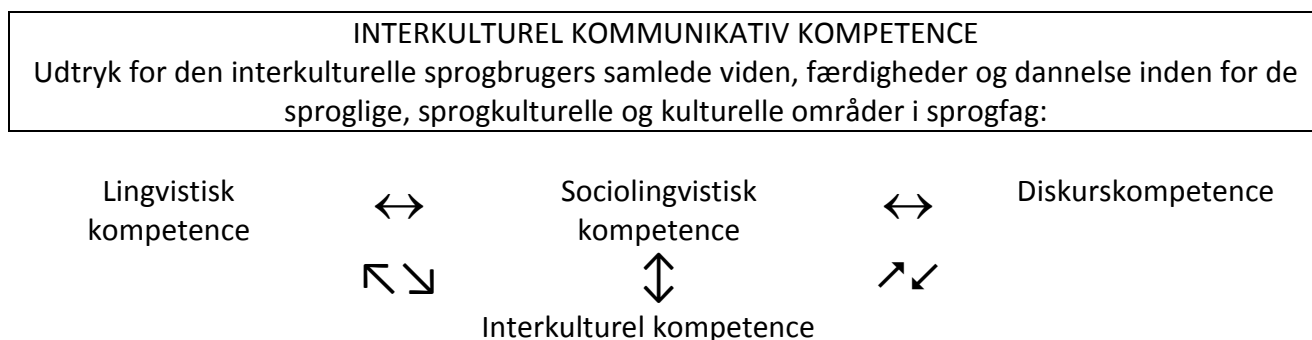 INTERKULTUREL KOMMUNIKATIV KOMPETENCE
Udtryk for den interkulturelle sprogbrugers samlede viden, færdigheder og dannelse inden for de
sproglige, sprogkulturelle og kulturelle områder i sprogfag:
Lingvistisk ↔ Sociolingvistisk ↔ Diskurskompetence
kompetence kompetence
↖↘ ↕ ↗↙
Interkulturel kompetence